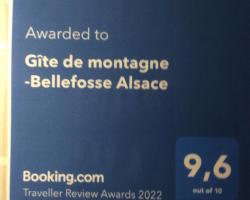 Awarded to
Gîte de montagne
-Bellefosse Alsace
9,6
out of 10
Booking.com
Traveller Review Awards 2022